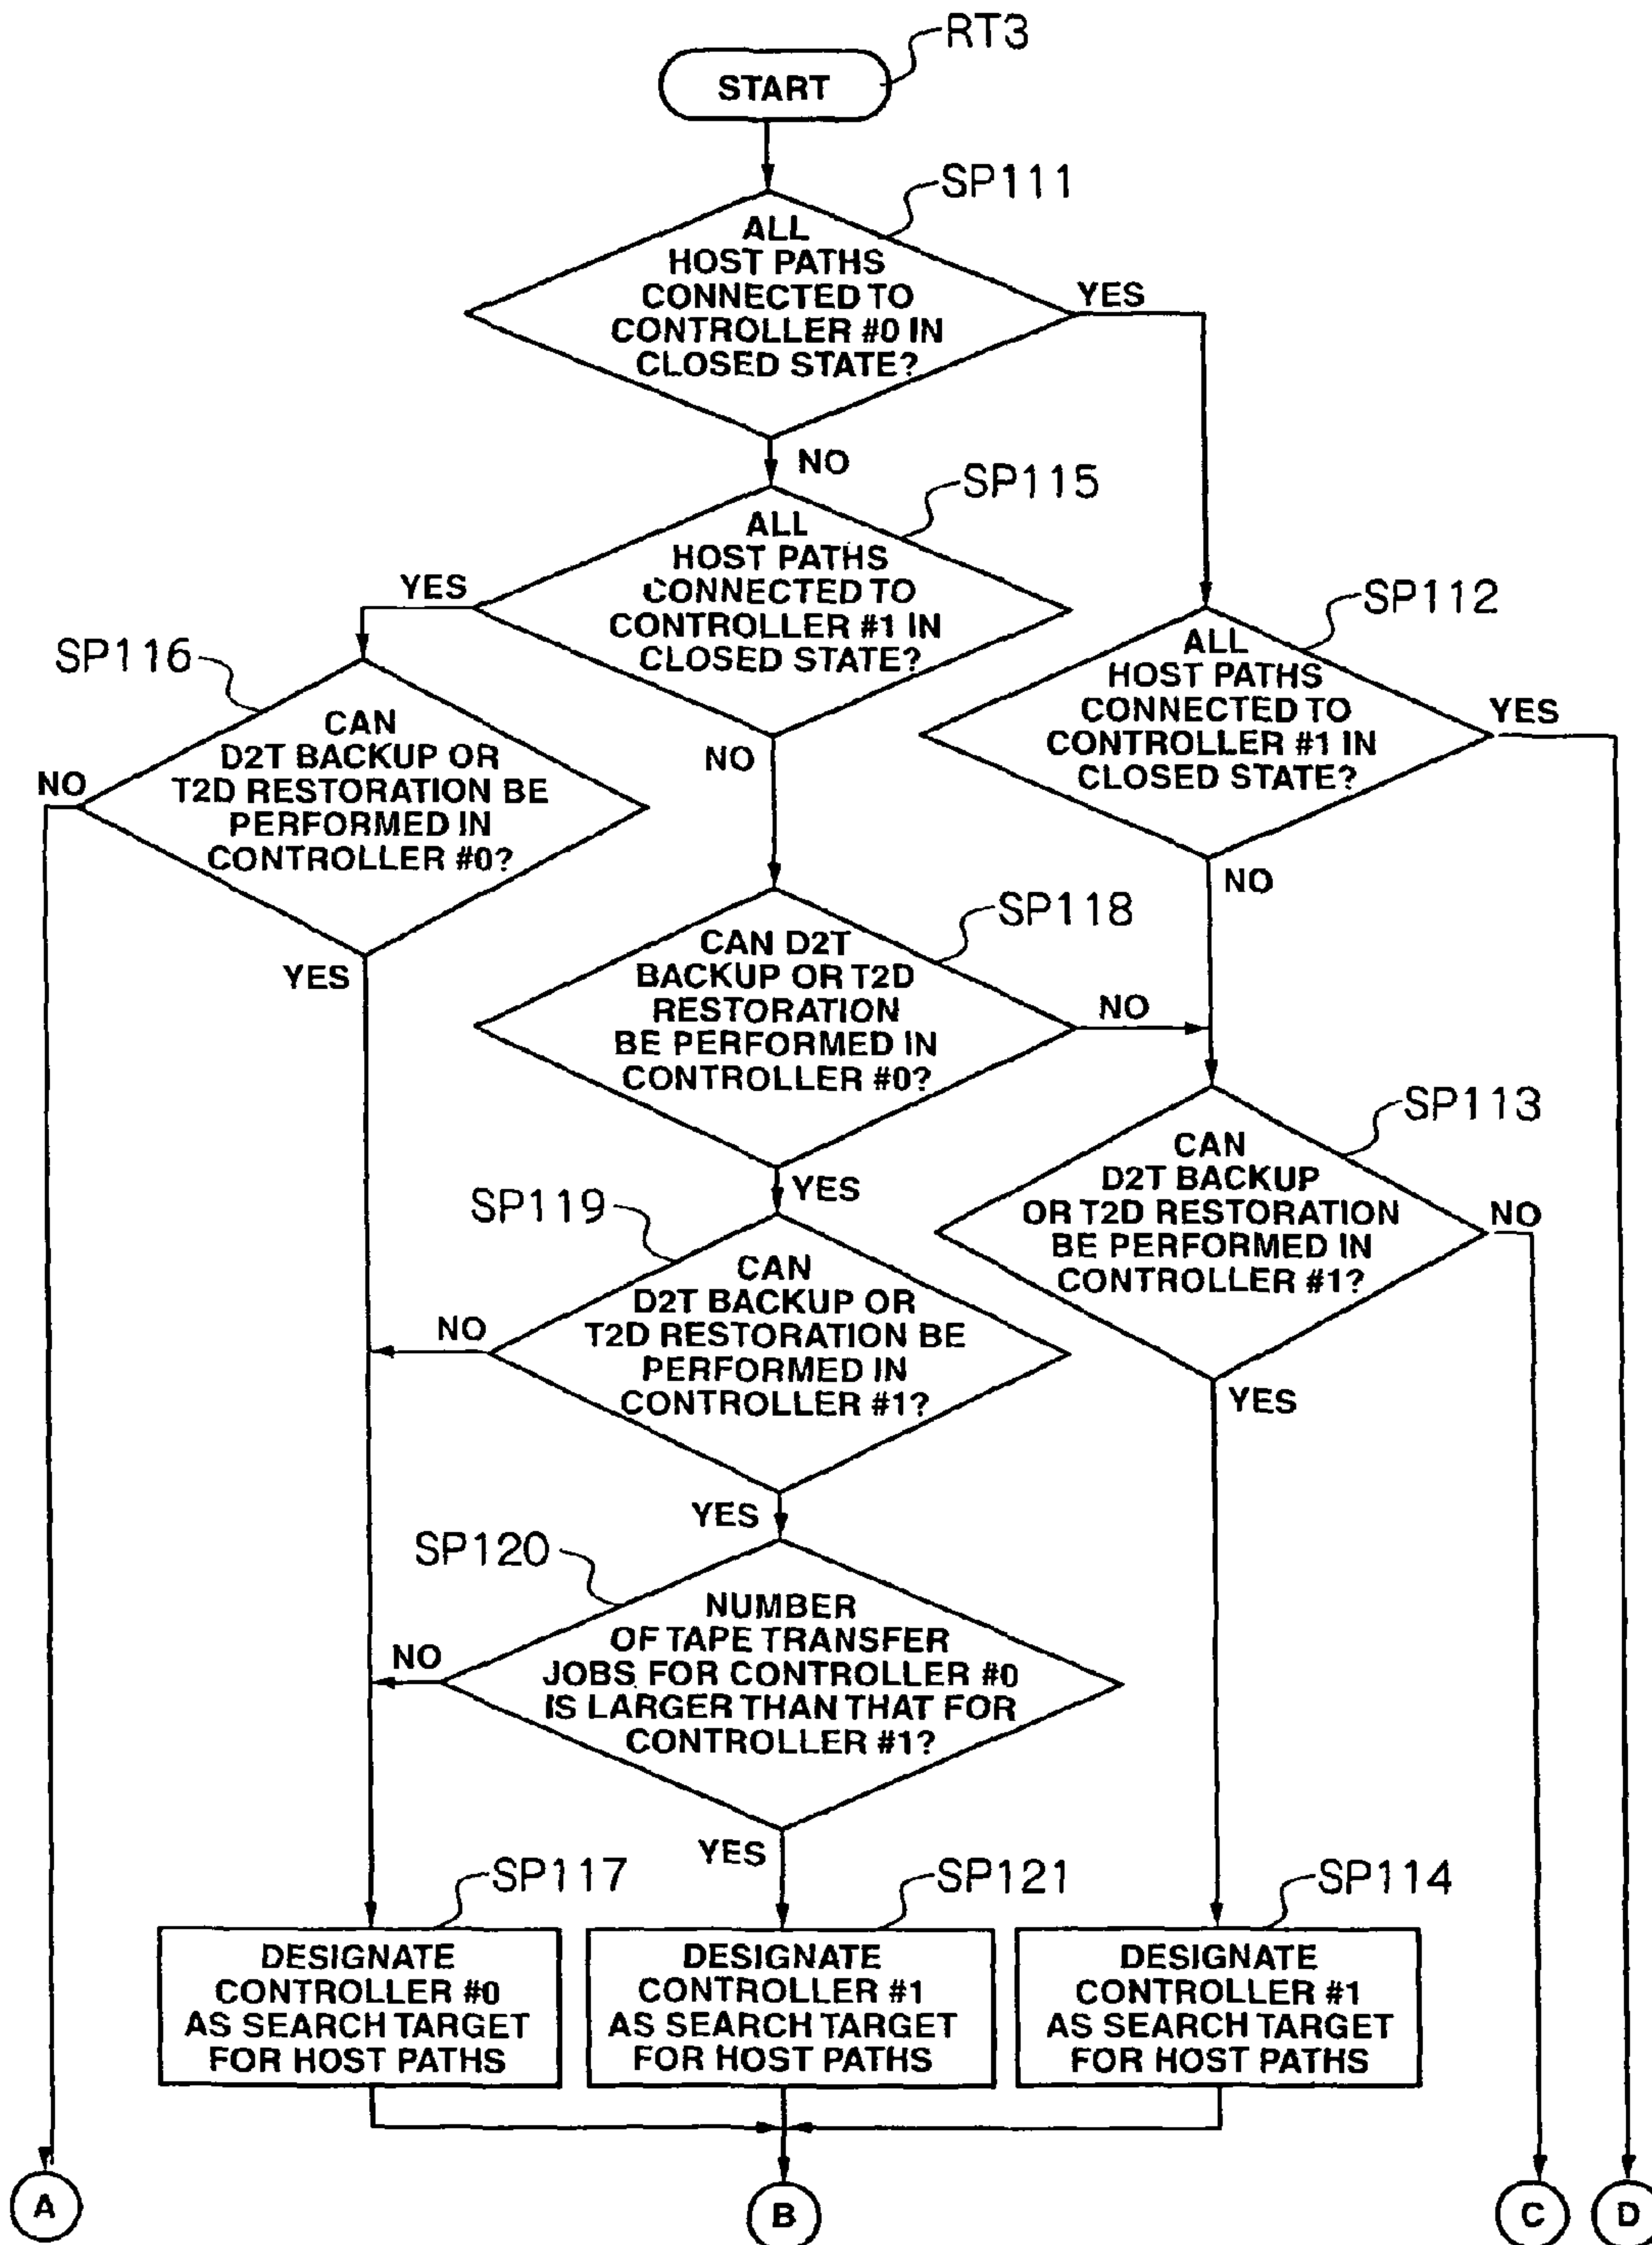 RT3
START
SP111
ALL
HOST PATHS
CONNECTED TO
CONTROLLER #0 IN
CLOSED STATE?
YES
NO
SP115
ALL
HOST PATHS
CONNECTED TO
CONTROLLER #1 IN
CLOSED STATE?
YES
NO
SP112
ALL
HOST PATHS
CONNECTED TO
CONTROLLER #1 IN
CLOSED STATE?
YES
NO
SP116
CAN
D2T BACKUP OR
T2D RESTORATION BE
PERFORMED IN
CONTROLLER #0?
NO
YES
SP118
CAN D2T
BACKUP OR T2D
RESTORATION
BE PERFORMED IN
CONTROLLER #0?
NO
YES
SP113
CAN
D2T BACKUP
OR T2D RESTORATION
BE PERFORMED IN
CONTROLLER #1?
NO
YES
SP119
CAN
D2T BACKUP OR
T2D RESTORATION BE
PERFORMED IN
CONTROLLER #1?
NO
YES
SP120
NUMBER
OF TAPE TRANSFER
JOBS FOR CONTROLLER #0
IS LARGER THAN THAT FOR
CONTROLLER #1?
NO
YES
SP117
DESIGNATE
CONTROLLER #0
AS SEARCH TARGET
FOR HOST PATHS
SP121
DESIGNATE
CONTROLLER #1
AS SEARCH TARGET
FOR HOST PATHS
SP114
DESIGNATE
CONTROLLER #1
AS SEARCH TARGET
FOR HOST PATHS
A
B
C
D